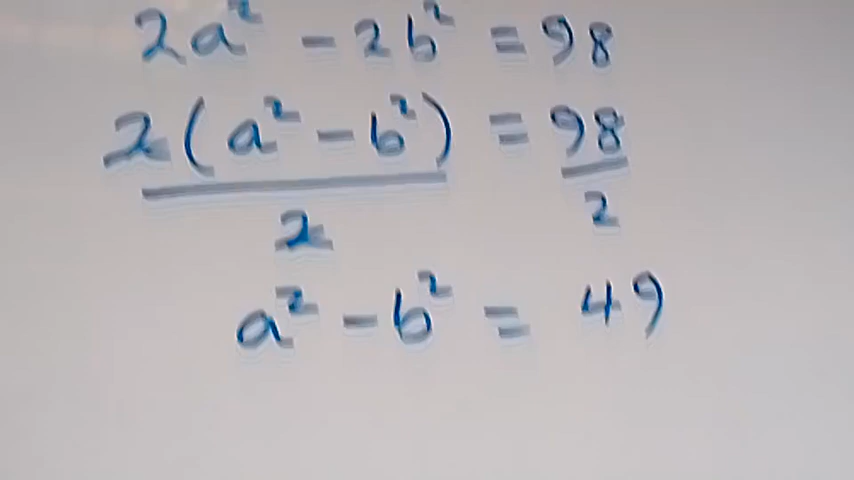 2a² - 2b² = 98
2(a² - b²) = 98
2 2
a² - b² = 49